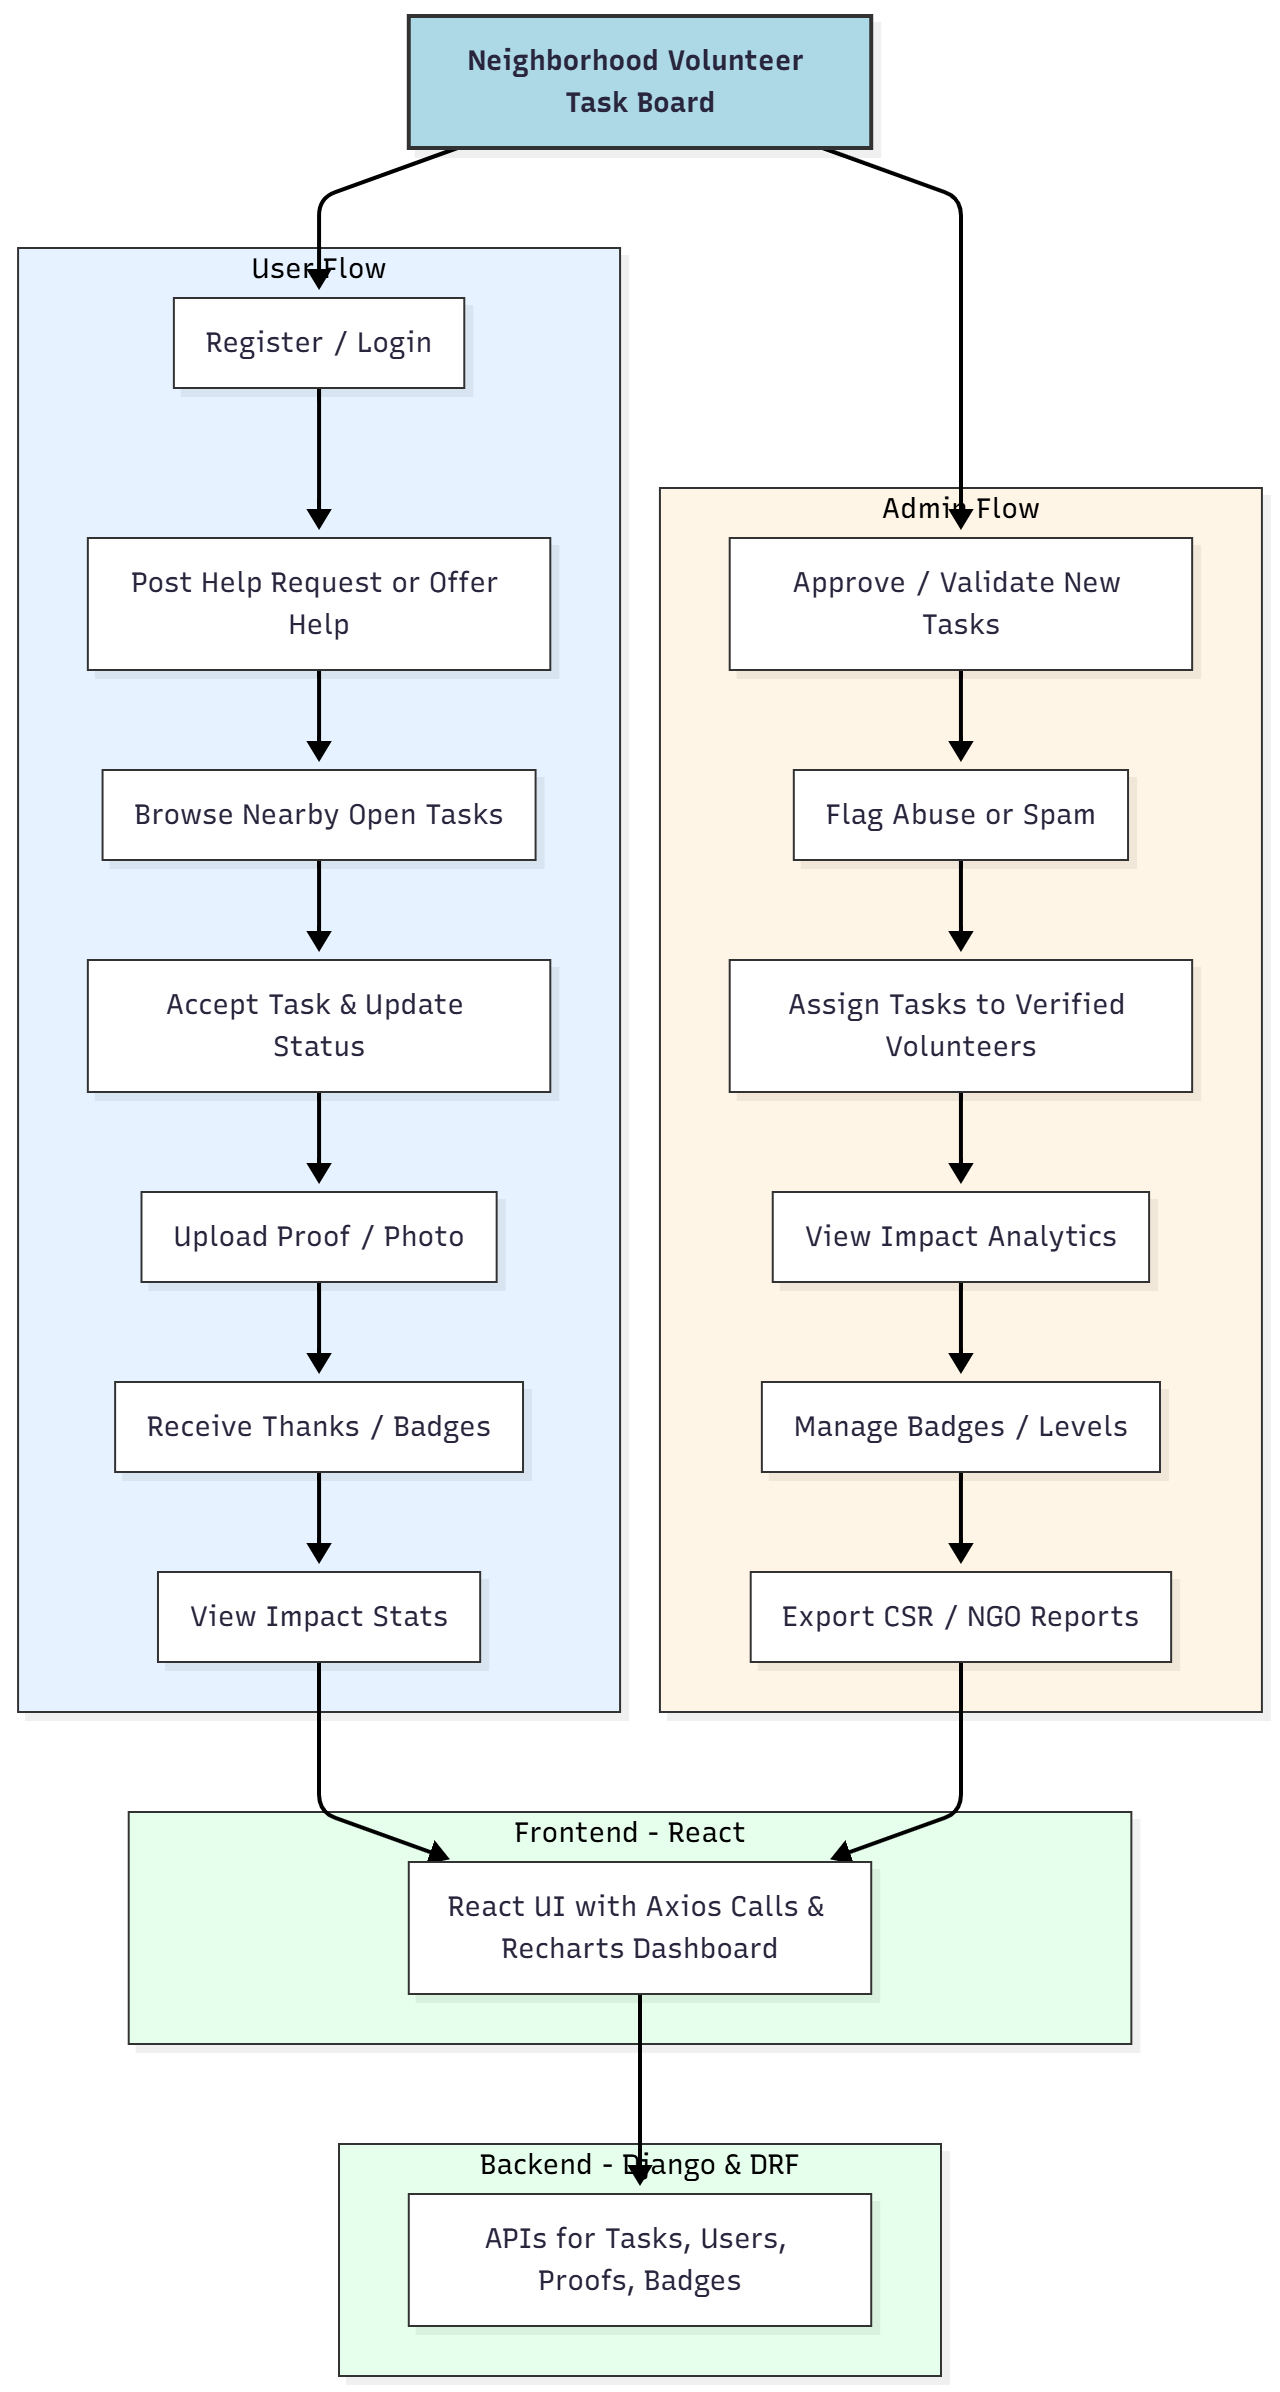 Neighborhood Volunteer
Task Board
User Flow
Register / Login
Post Help Request or Offer
Help
Browse Nearby Open Tasks
Accept Task & Update
Status
Upload Proof / Photo
Receive Thanks / Badges
View Impact Stats
Admin Flow
Approve / Validate New
Tasks
Flag Abuse or Spam
Assign Tasks to Verified
Volunteers
View Impact Analytics
Manage Badges / Levels
Export CSR / NGO Reports
Frontend - React
React UI with Axios Calls &
Recharts Dashboard
Backend - Django & DRF
APIs for Tasks, Users,
Proofs, Badges